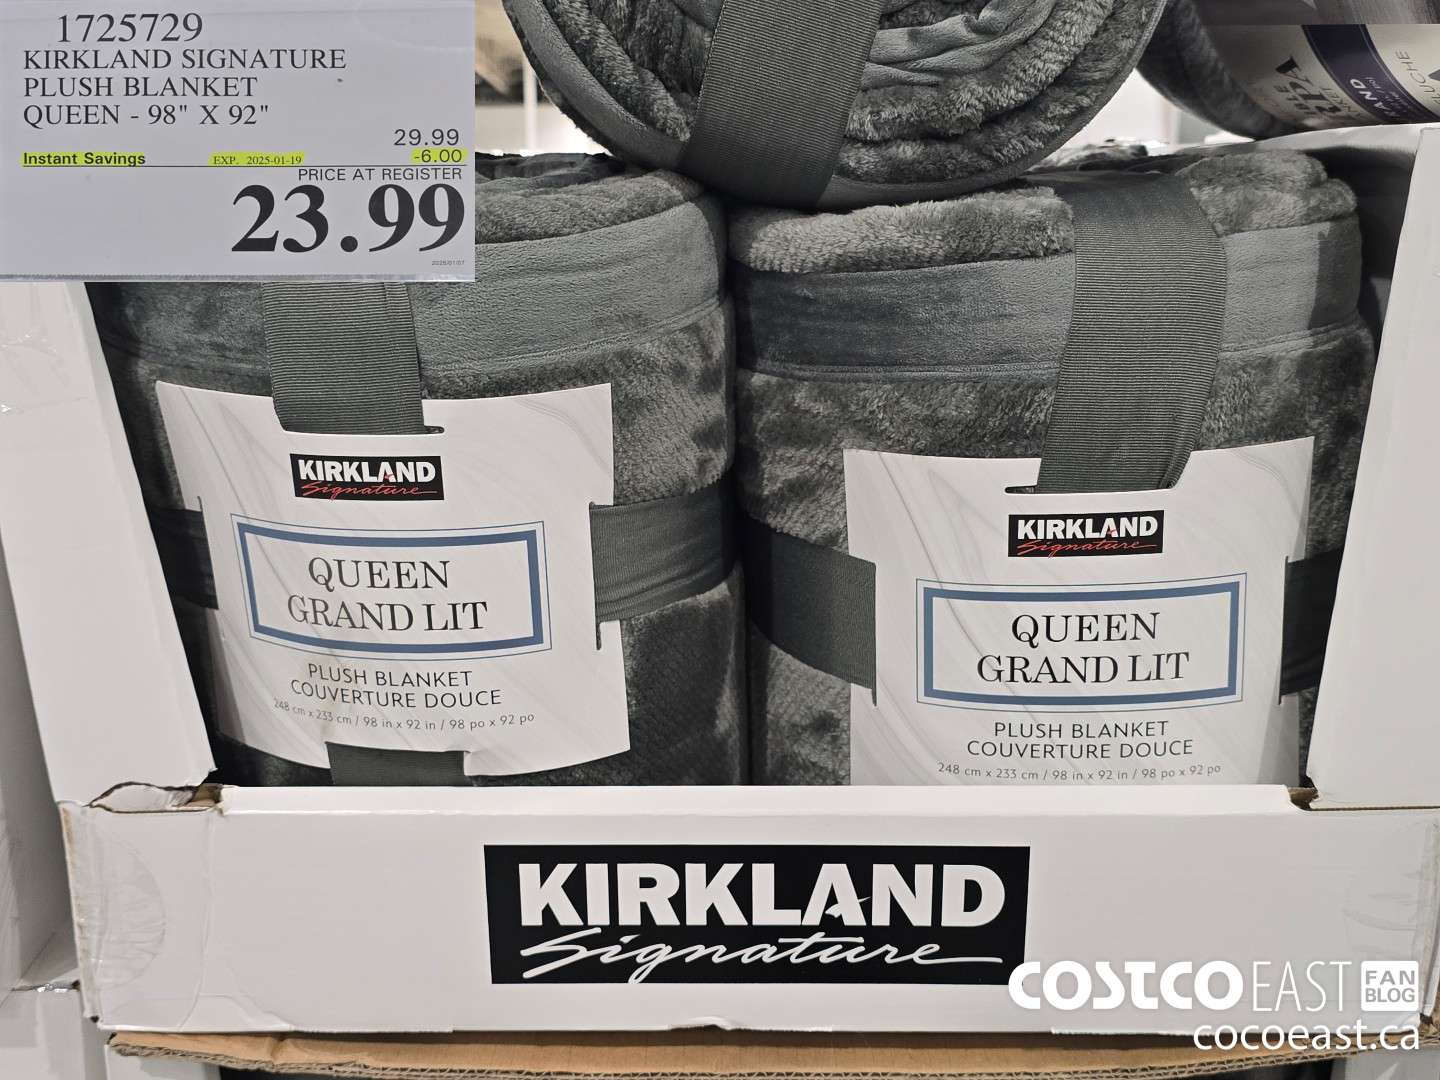 1725729
KIRKLAND SIGNATURE
PLUSH BLANKET
QUEEN - 98" X 92"
29.99
Instant Savings EXP. 2025-01-19 -6.00
PRICE AT REGISTER
23.99
KIRKLAND
Signature
QUEEN
GRAND LIT
PLUSH BLANKET
COUVERTURE DOUCE
248 cm x 233 cm / 98 in x 92 in / 98 po x 92 po
KIRKLAND
Signature
QUEEN
GRAND LIT
PLUSH BLANKET
COUVERTURE DOUCE
248 cm x 233 cm / 98 in x 92 in / 98 po x 92 po
KIRKLAND
Signature
COSTCO EAST FAN BLOG
cocoeast.ca